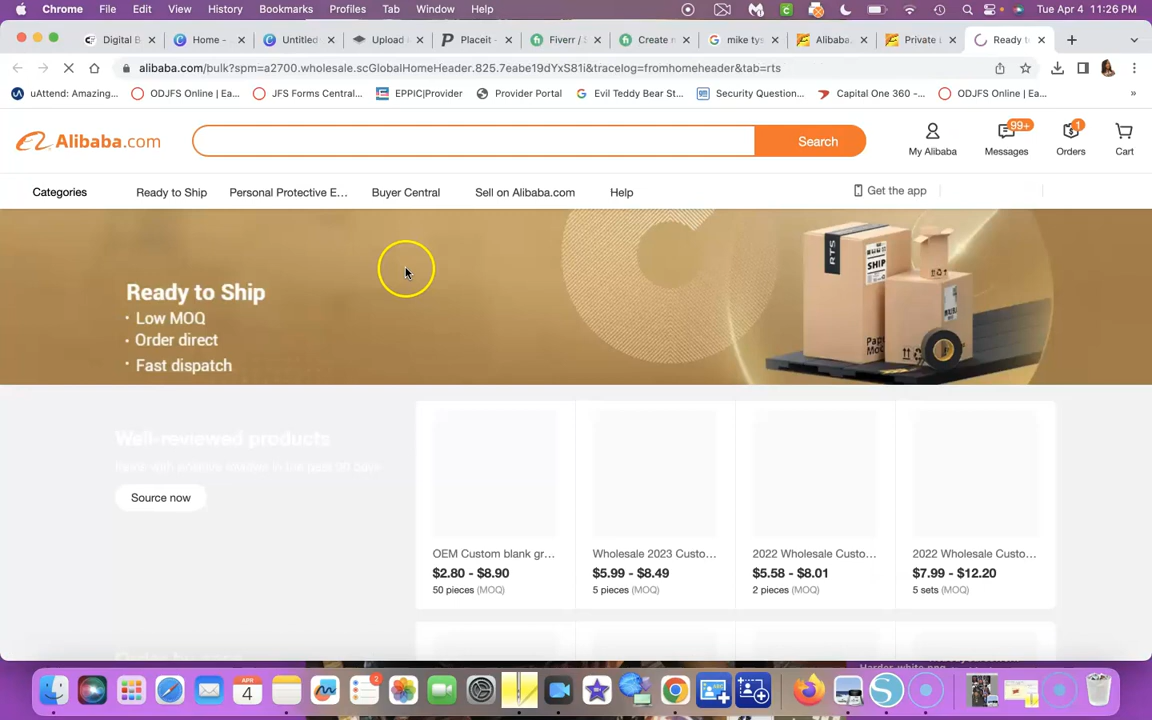 Chrome File Edit View History Bookmarks Profiles Tab Window Help Tue Apr 4 11:26 PM
Digital B Home - Untitled Upload Placeit - Fiverr / Create mike ty Alibaba. Private Ready t
alibaba.com/bulk?spm=a2700.wholesale.scGlobalHomeHeader.825.7eabe19dYxS81i&tracelog=fromhomeheader&tab=rts
uAttend: Amazing... ODJFS Online | Ea... JFS Forms Central... EPPIC|Provider Provider Portal Evil Teddy Bear St... Security Question... Capital One 360 -... ODJFS Online | Ea... »
Alibaba.com
Search
99+
1
My Alibaba Messages Orders Cart
Categories Ready to Ship Personal Protective E... Buyer Central Sell on Alibaba.com Help Get the app
RTS
SHIP
Ready to Ship
· Low MOQ
· Order direct
· Fast dispatch
Well-reviewed products
Source now
OEM Custom blank gr... Wholesale 2023 Custo... 2022 Wholesale Custo... 2022 Wholesale Custo...
$2.80 - $8.90 $5.99 - $8.49 $5.58 - $8.01 $7.99 - $12.20
50 pieces (MOQ) 5 pieces (MOQ) 2 pieces (MOQ) 5 sets (MOQ)
APR
4
2